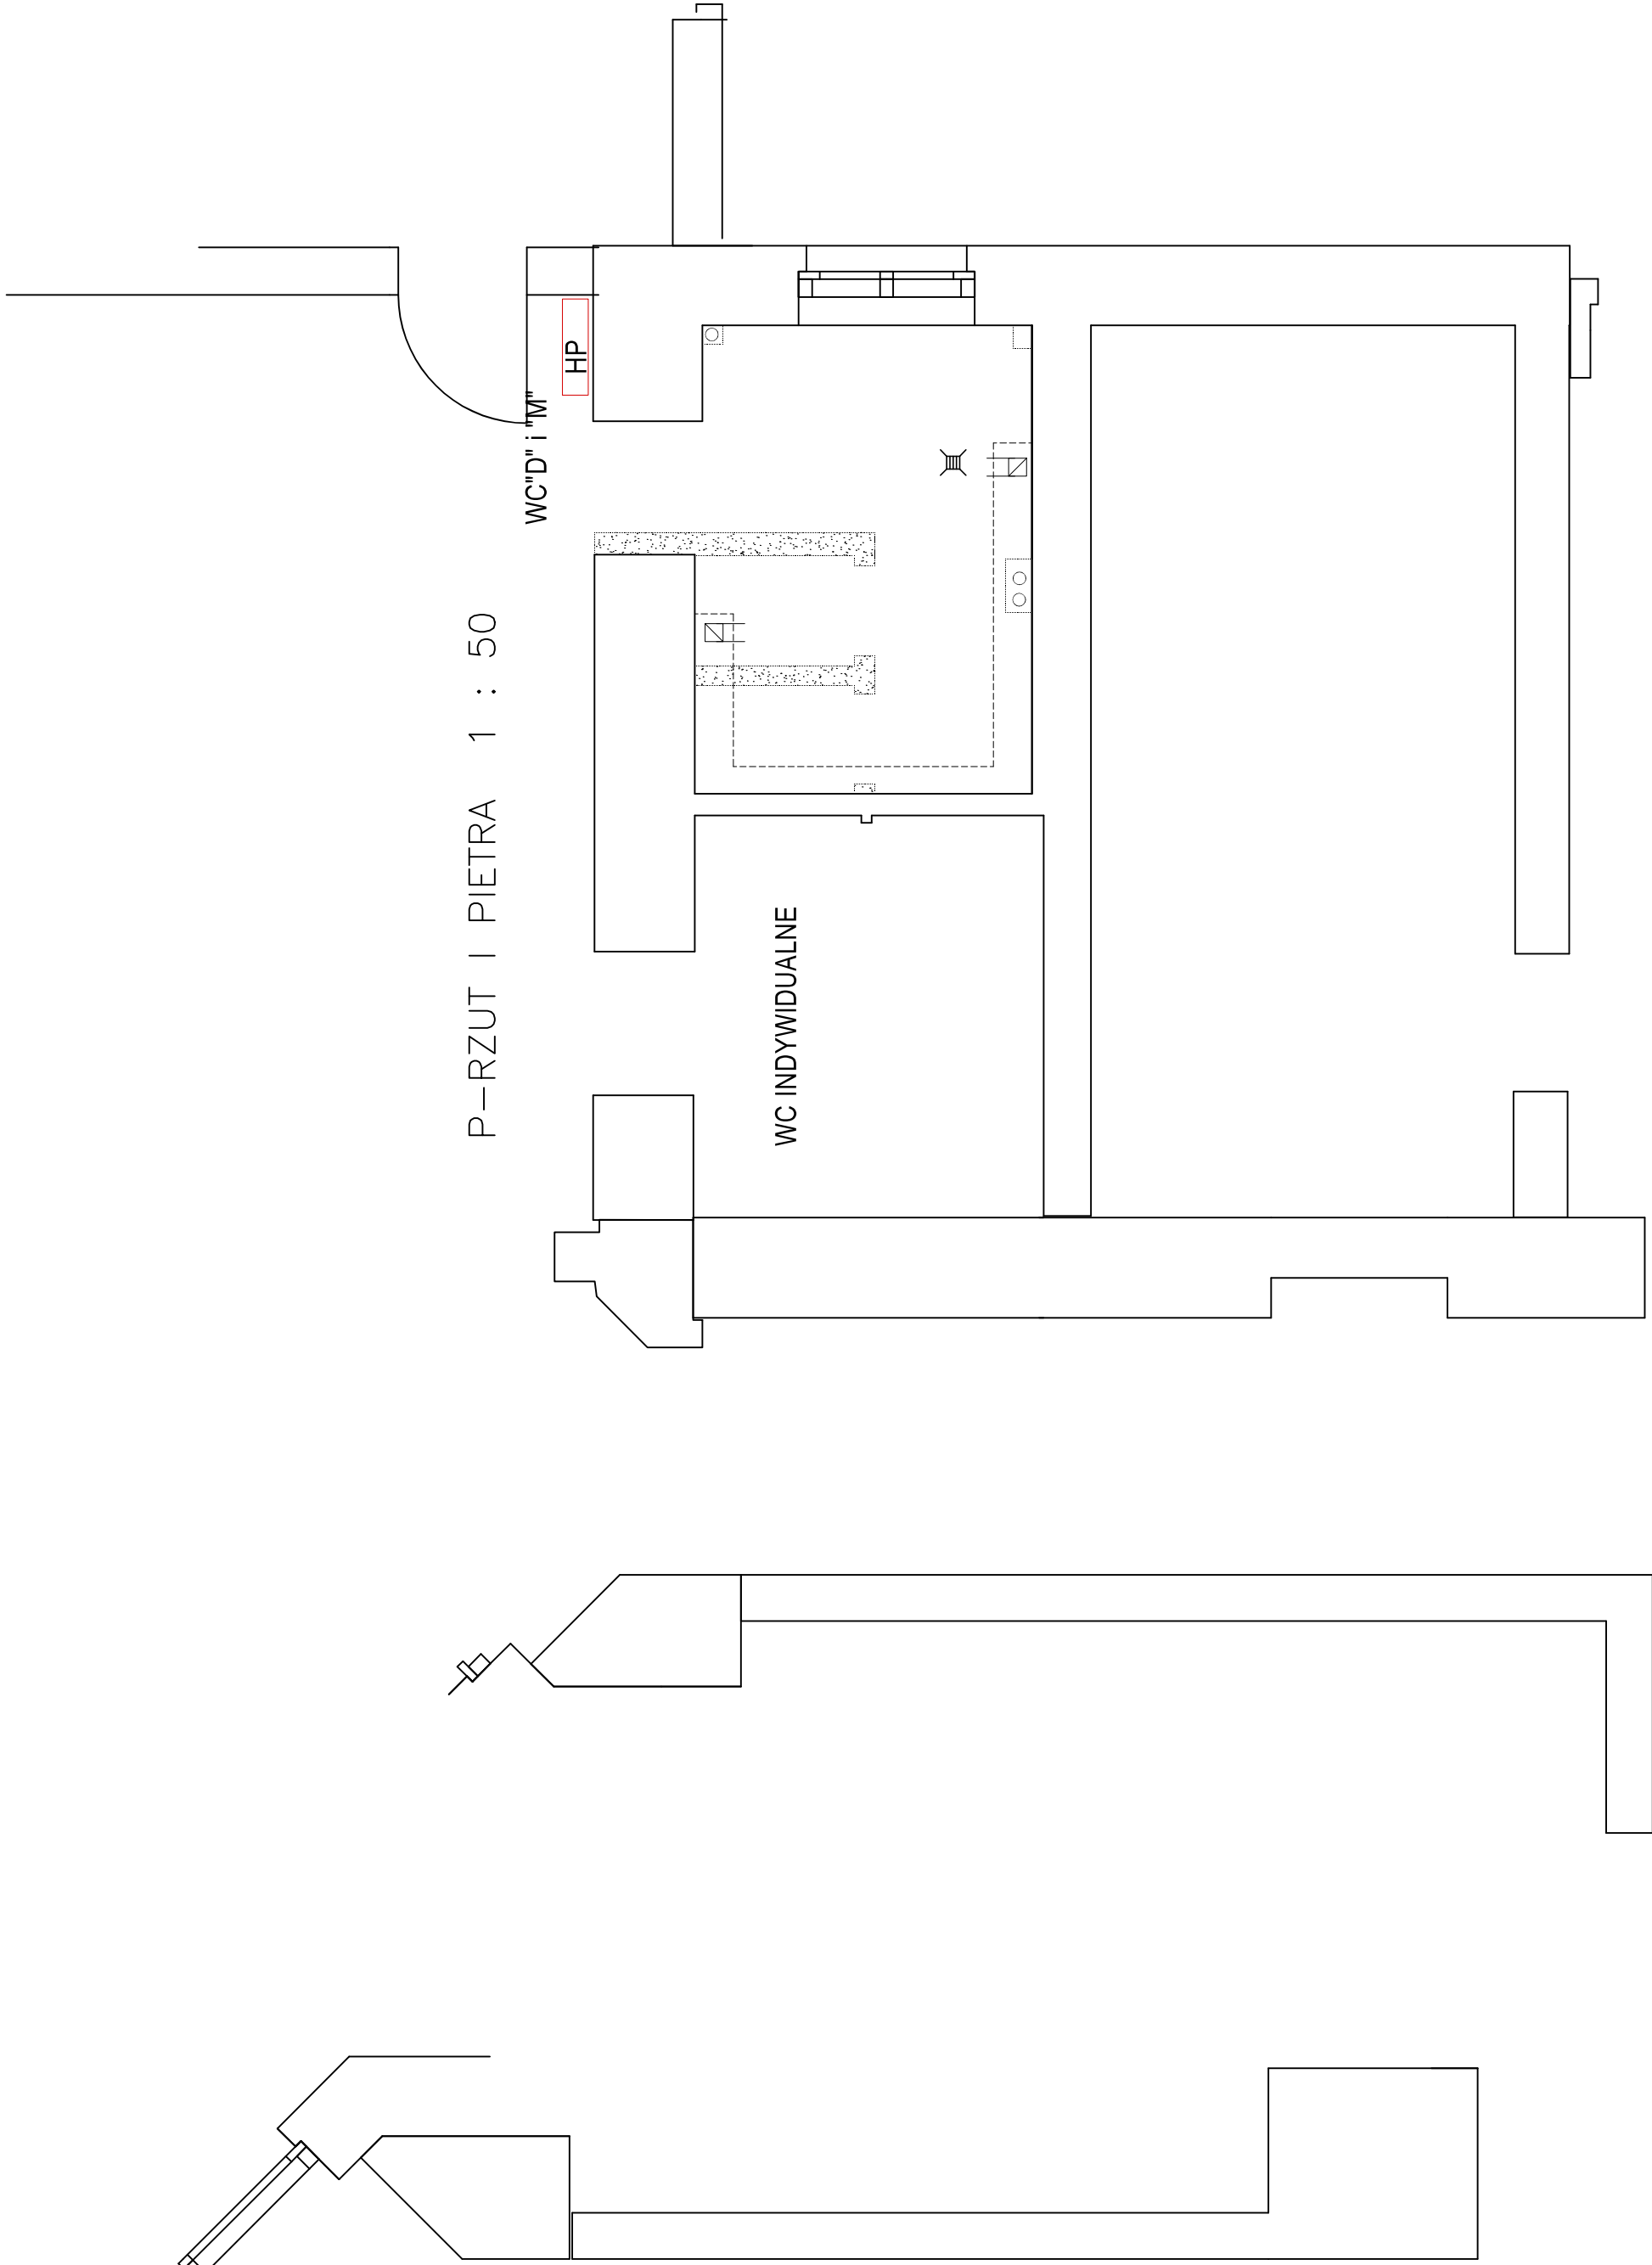 P-RZUT I PIETRA 1 : 50
WC"D" i "M"
HP
WC INDYWIDUALNE